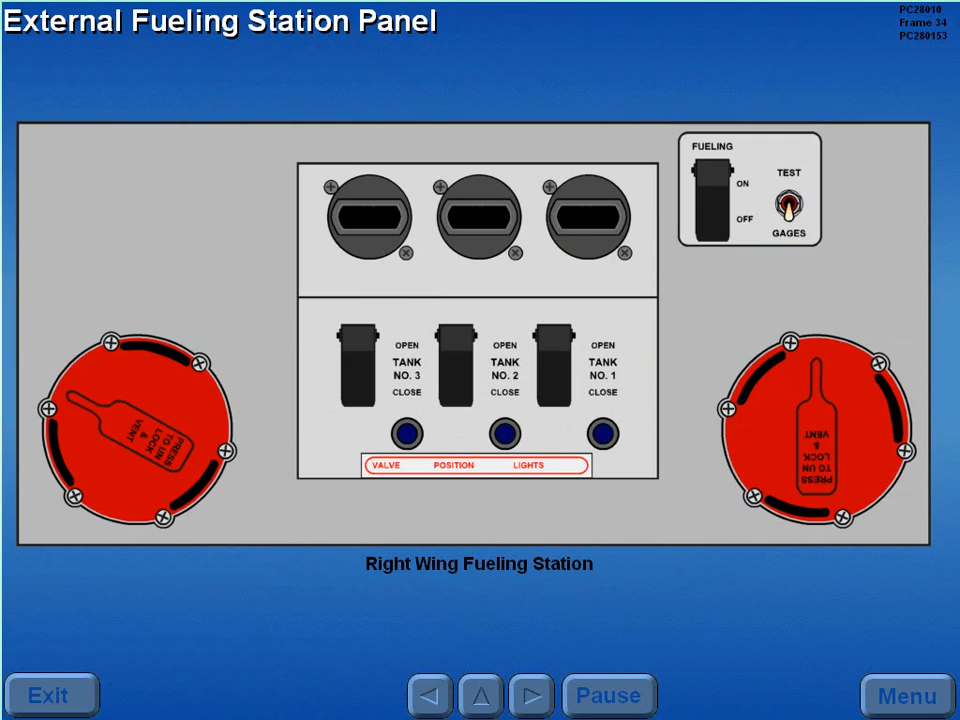 External Fueling Station Panel
PC28010
Frame 34
PC280153
FUELING
ON
OFF
TEST
GAGES
OPEN
TANK
NO. 3
CLOSE
OPEN
TANK
NO. 2
CLOSE
OPEN
TANK
NO. 1
CLOSE
VALVE POSITION LIGHTS
PRESS
TO UN
LOCK
&
VENT
PRESS
TO UN
LOCK
&
VENT
Right Wing Fueling Station
Exit
Pause
Menu